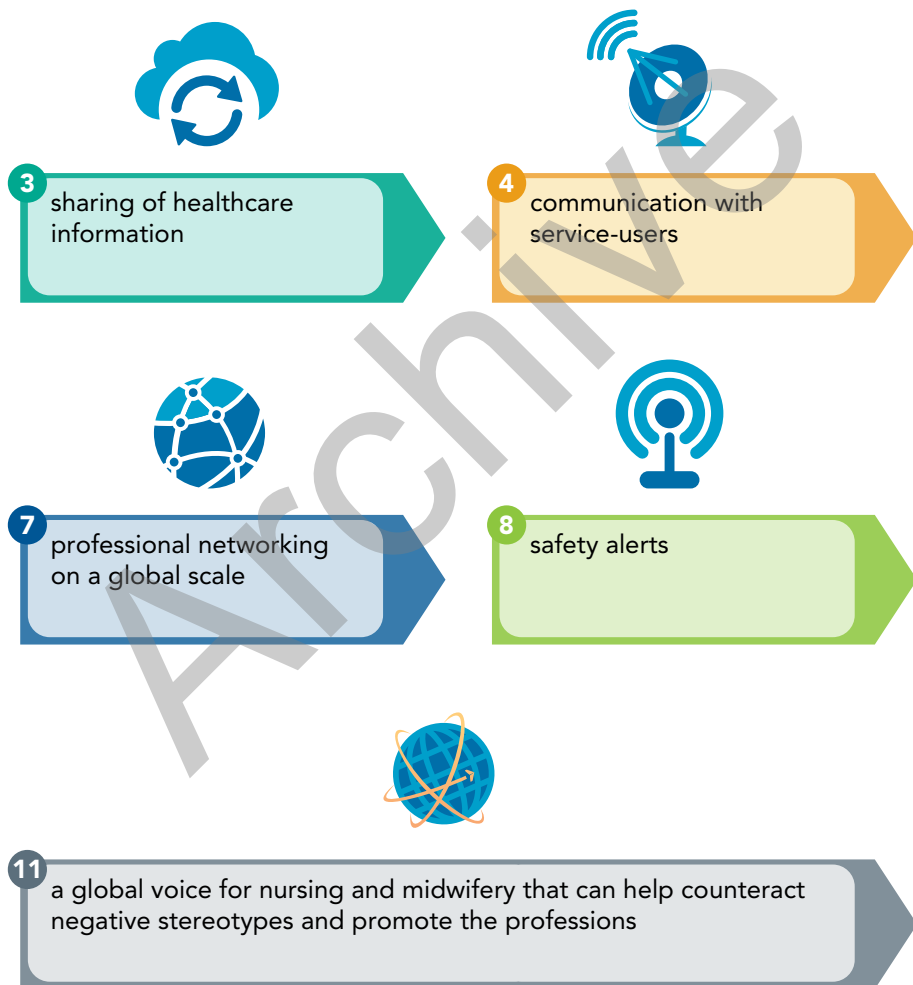 3
sharing of healthcare
information
4
communication with
service-users
7
professional networking
on a global scale
8
safety alerts
11
a global voice for nursing and midwifery that can help counteract
negative stereotypes and promote the professions
Archive